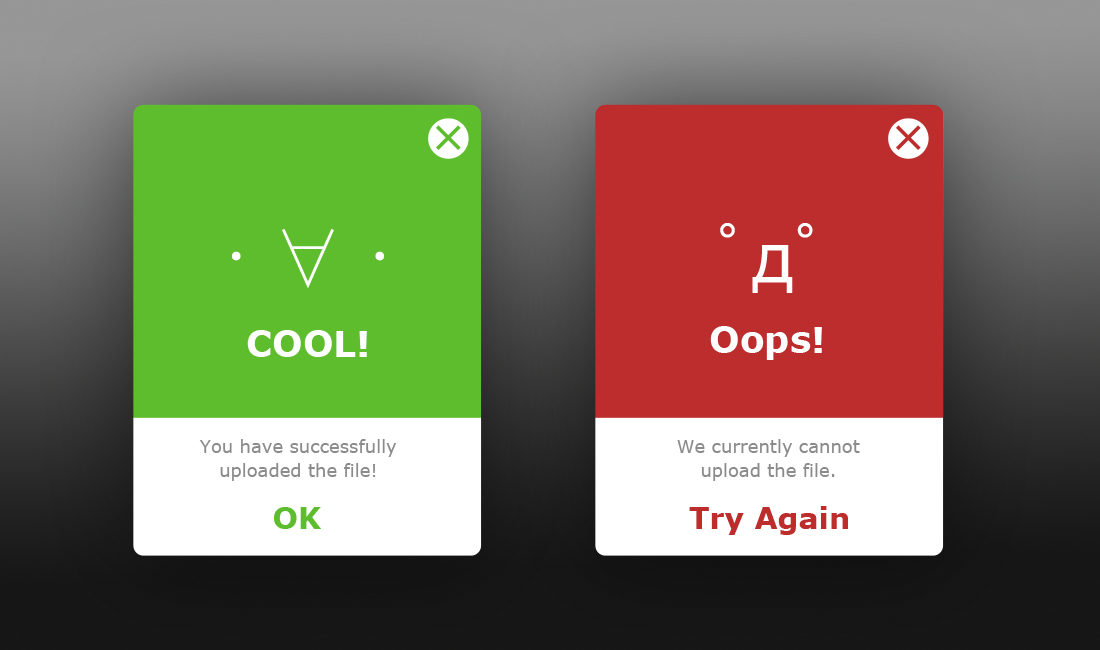 ・∀・
COOL!
You have successfully
uploaded the file!
OK
゜д゜
Oops!
We currently cannot
upload the file.
Try Again